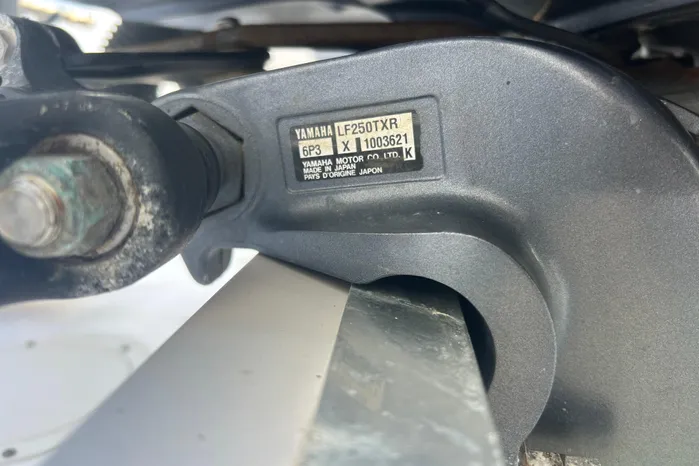 YAMAHA LF250TXR
6P3 X 1003621
YAMAHA MOTOR CO., LTD. K
MADE IN JAPAN
PAYS D'ORIGINE JAPON